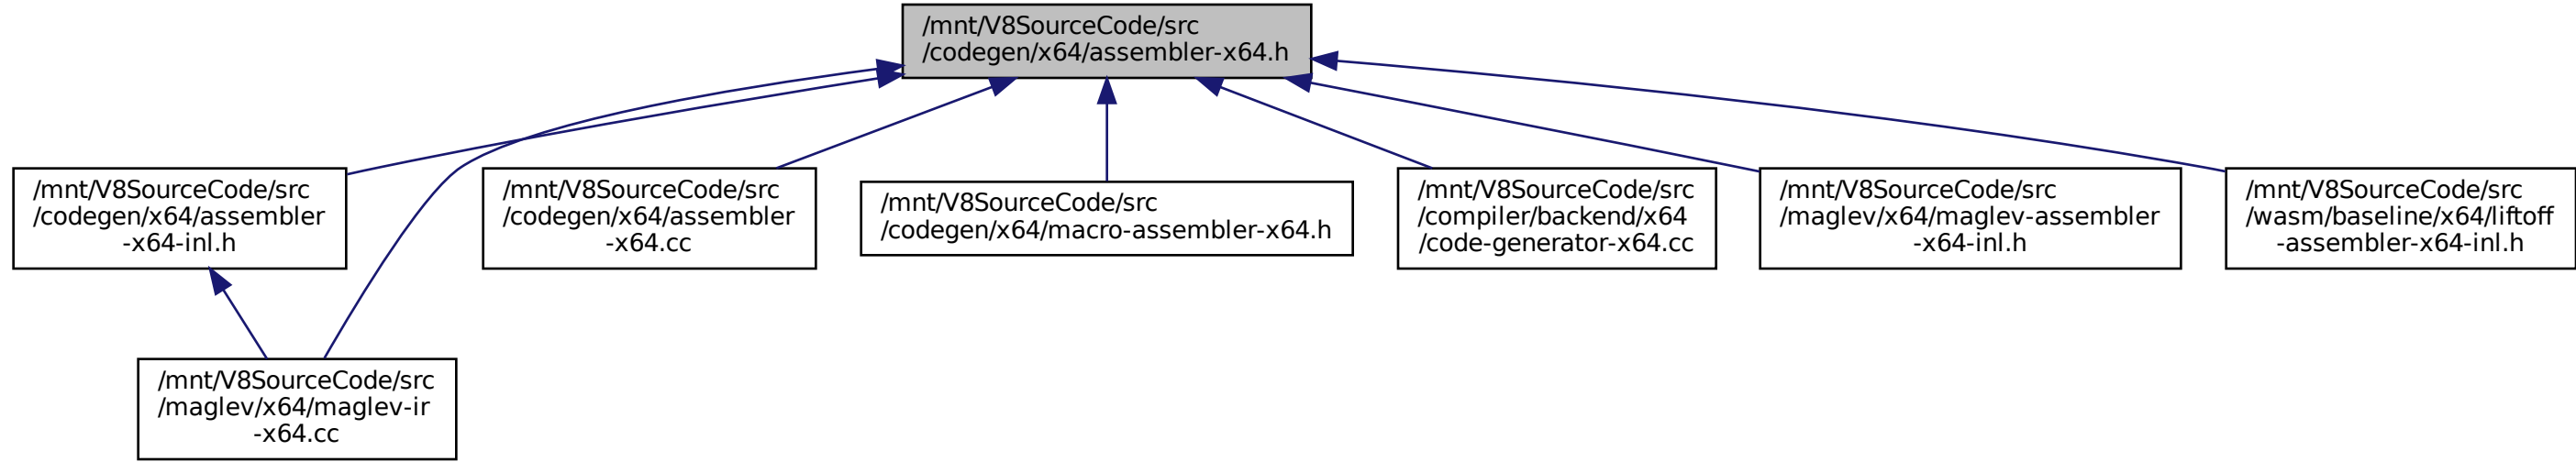 /mnt/V8SourceCode/src
/codegen/x64/assembler-x64.h
/mnt/V8SourceCode/src
/codegen/x64/assembler
-x64-inl.h
/mnt/V8SourceCode/src
/codegen/x64/assembler
-x64.cc
/mnt/V8SourceCode/src
/codegen/x64/macro-assembler-x64.h
/mnt/V8SourceCode/src
/compiler/backend/x64
/code-generator-x64.cc
/mnt/V8SourceCode/src
/maglev/x64/maglev-assembler
-x64-inl.h
/mnt/V8SourceCode/src
/wasm/baseline/x64/liftoff
-assembler-x64-inl.h
/mnt/V8SourceCode/src
/maglev/x64/maglev-ir
-x64.cc